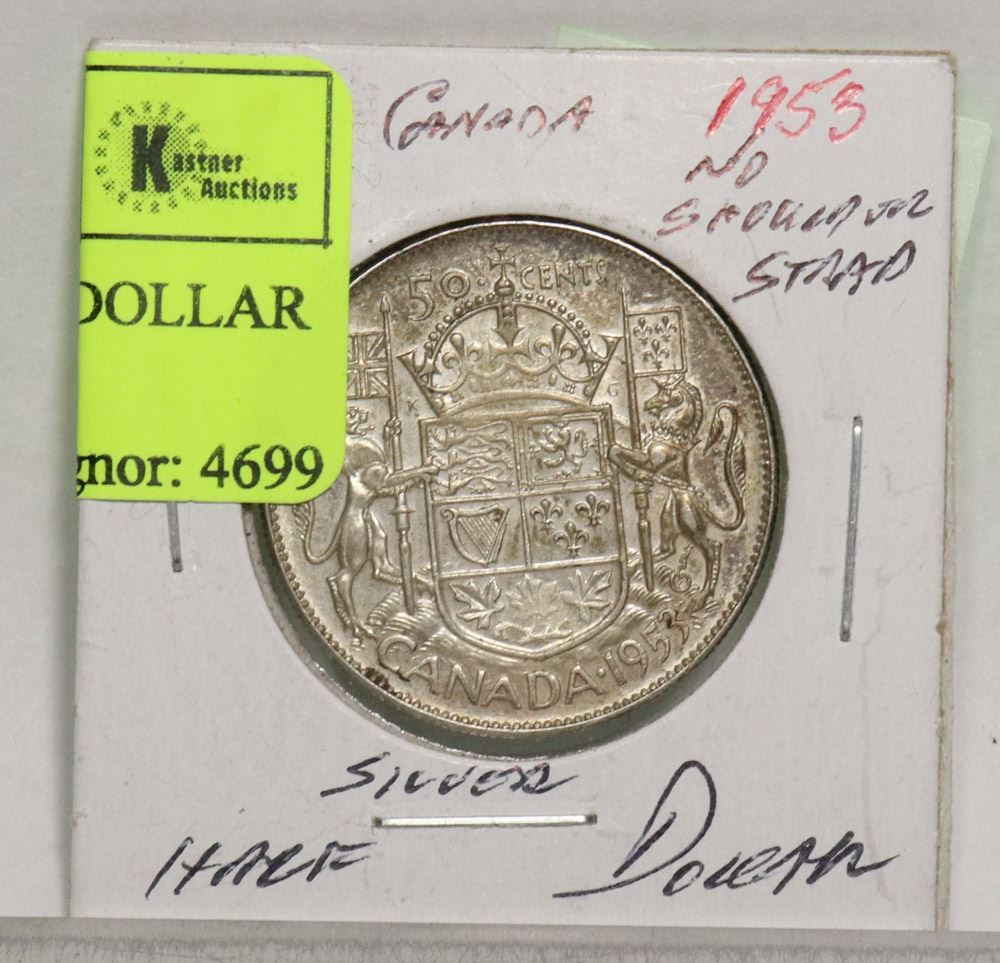 Kastner
Auctions
DOLLAR
gnor: 4699
CANADA
1953
NO
SHOULDER
STRAP
50 CENTS
K G
CANADA · 1953
SILVER
HALF DOLLAR